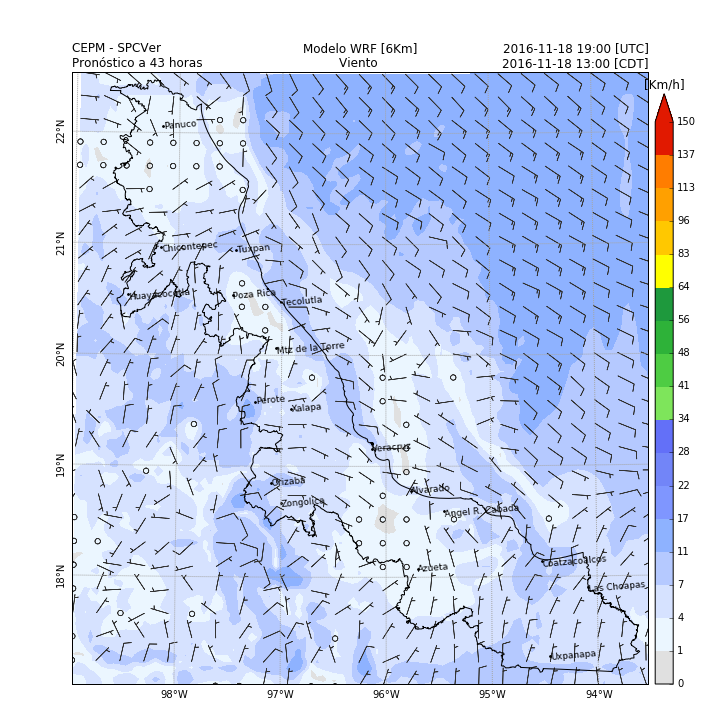 CEPM - SPCVer Modelo WRF [6Km] 2016-11-18 19:00 [UTC]
Pronóstico a 43 horas Viento 2016-11-18 13:00 [CDT]
[Km/h]
150
137
113
96
83
64
56
48
41
34
28
22
17
11
7
4
1
0
22°N
21°N
20°N
19°N
18°N
Panuco
Chicontepec
Tuxpan
Huayacocotla
Poza Rica
Tecolutla
Mtz de la Torre
Perote
Xalapa
Veracruz
Orizaba
Alvarado
Zongolica
Angel R. Cabada
Azueta
Coatzacoalcos
Las Choapas
Uxpanapa
98°W 97°W 96°W 95°W 94°W